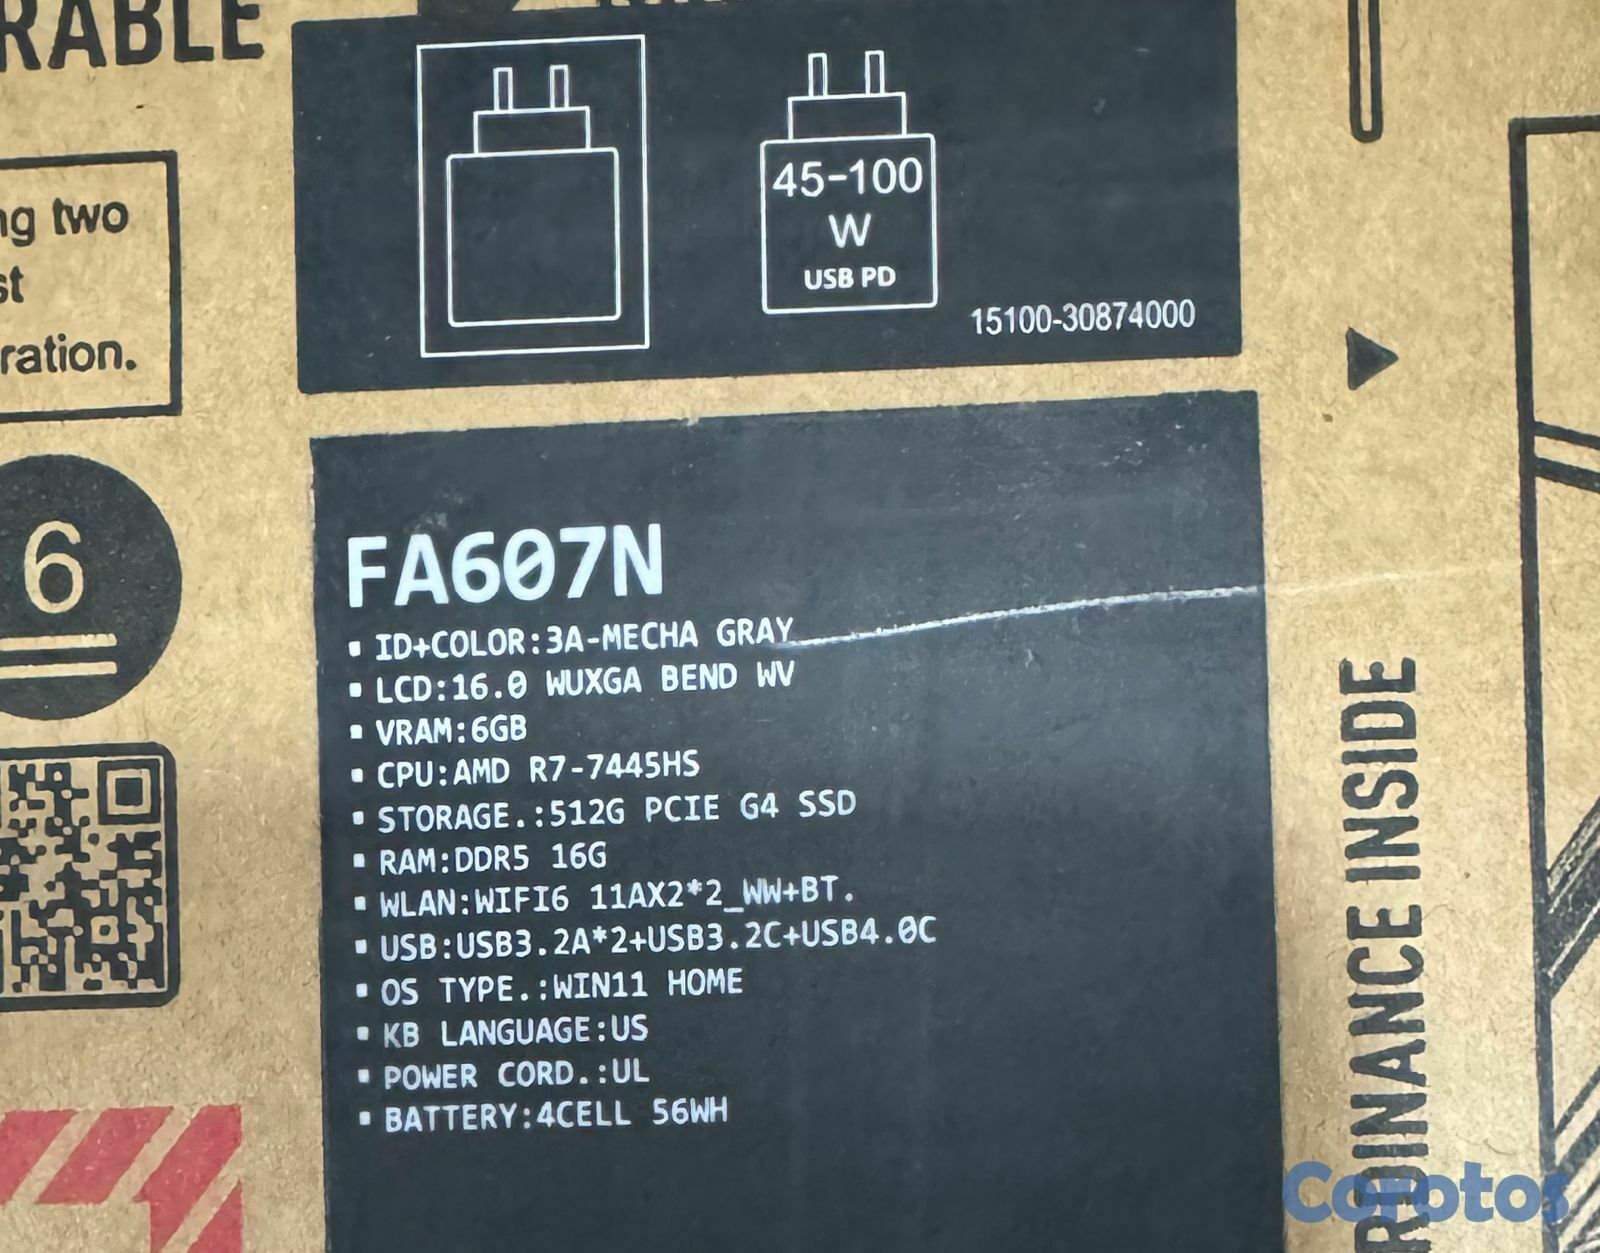 RABLE
ng two
st
ration.
6
45-100
W
USB PD
15100-30874000
FA607N
▪ ID+COLOR:3A-MECHA GRAY
▪ LCD:16.0 WUXGA BEND WV
▪ VRAM:6GB
▪ CPU:AMD R7-7445HS
▪ STORAGE.:512G PCIE G4 SSD
▪ RAM:DDR5 16G
▪ WLAN:WIFI6 11AX2*2_WW+BT.
▪ USB:USB3.2A*2+USB3.2C+USB4.0C
▪ OS TYPE.:WIN11 HOME
▪ KB LANGUAGE:US
▪ POWER CORD.:UL
▪ BATTERY:4CELL 56WH
RDINANCE INSIDE
Corotos